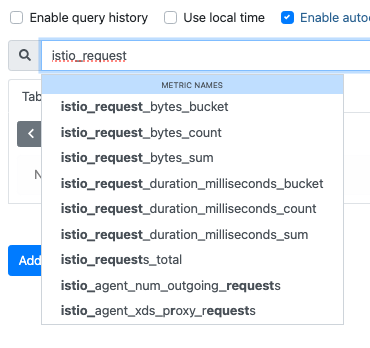 Enable query history Use local time Enable auto
istio_request
METRIC NAMES
Tab
istio_request_bytes_bucket
istio_request_bytes_count
istio_request_bytes_sum
N
istio_request_duration_milliseconds_bucket
istio_request_duration_milliseconds_count
istio_request_duration_milliseconds_sum
Add
istio_requests_total
istio_agent_num_outgoing_requests
istio_agent_xds_proxy_requests